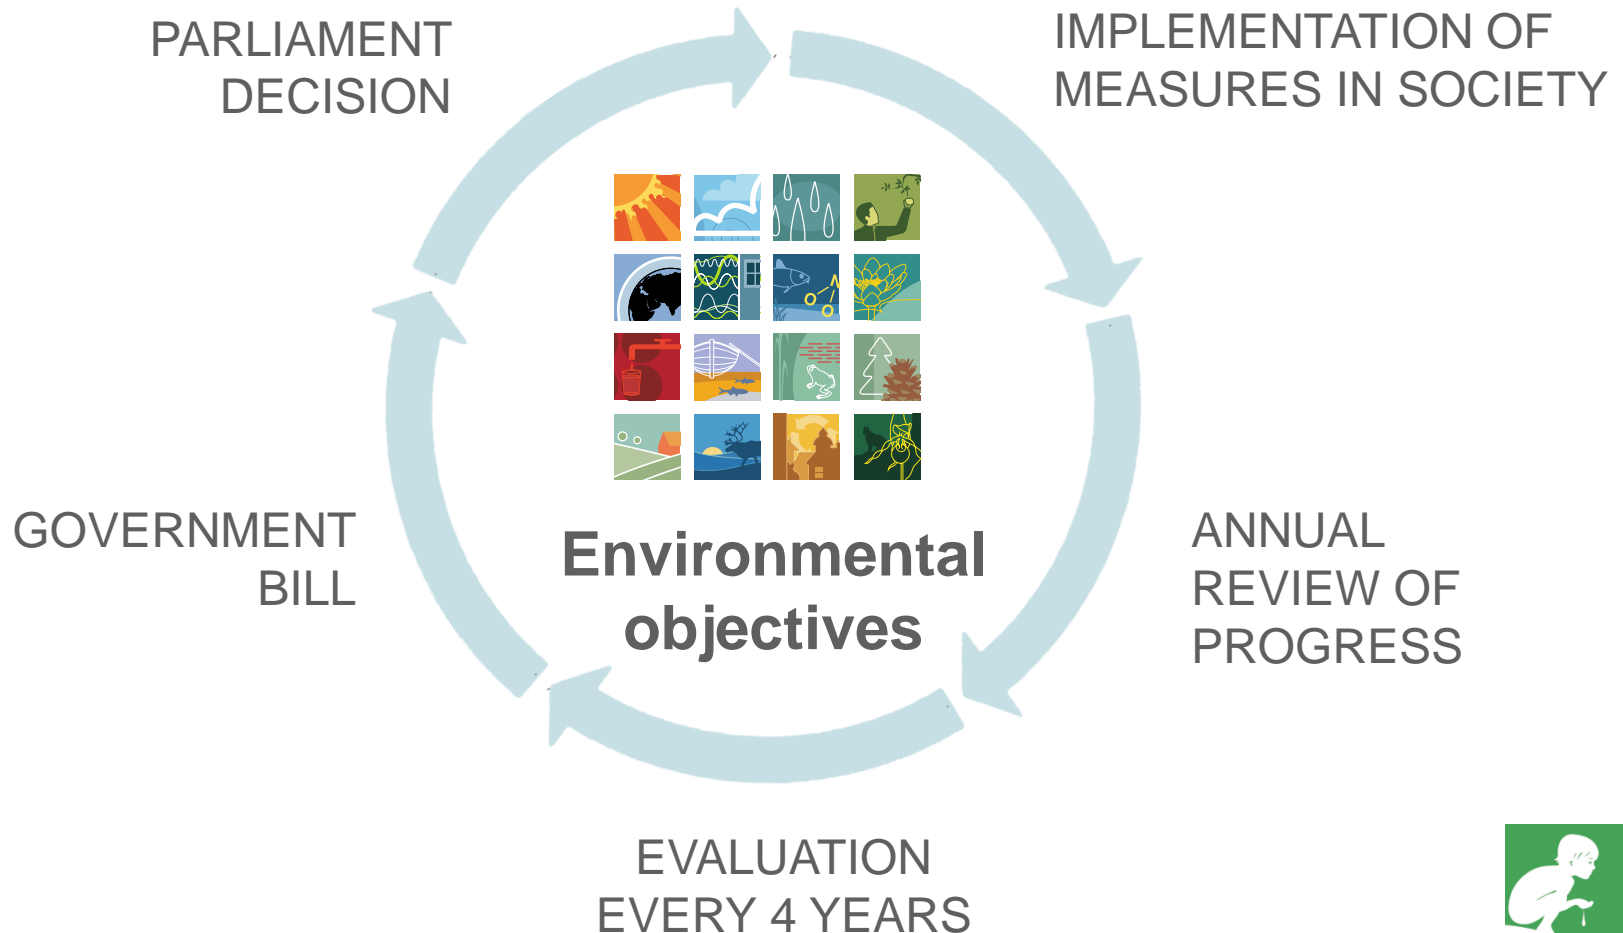 PARLIAMENT
DECISION
IMPLEMENTATION OF
MEASURES IN SOCIETY
GOVERNMENT
BILL
Environmental
objectives
ANNUAL
REVIEW OF
PROGRESS
EVALUATION
EVERY 4 YEARS